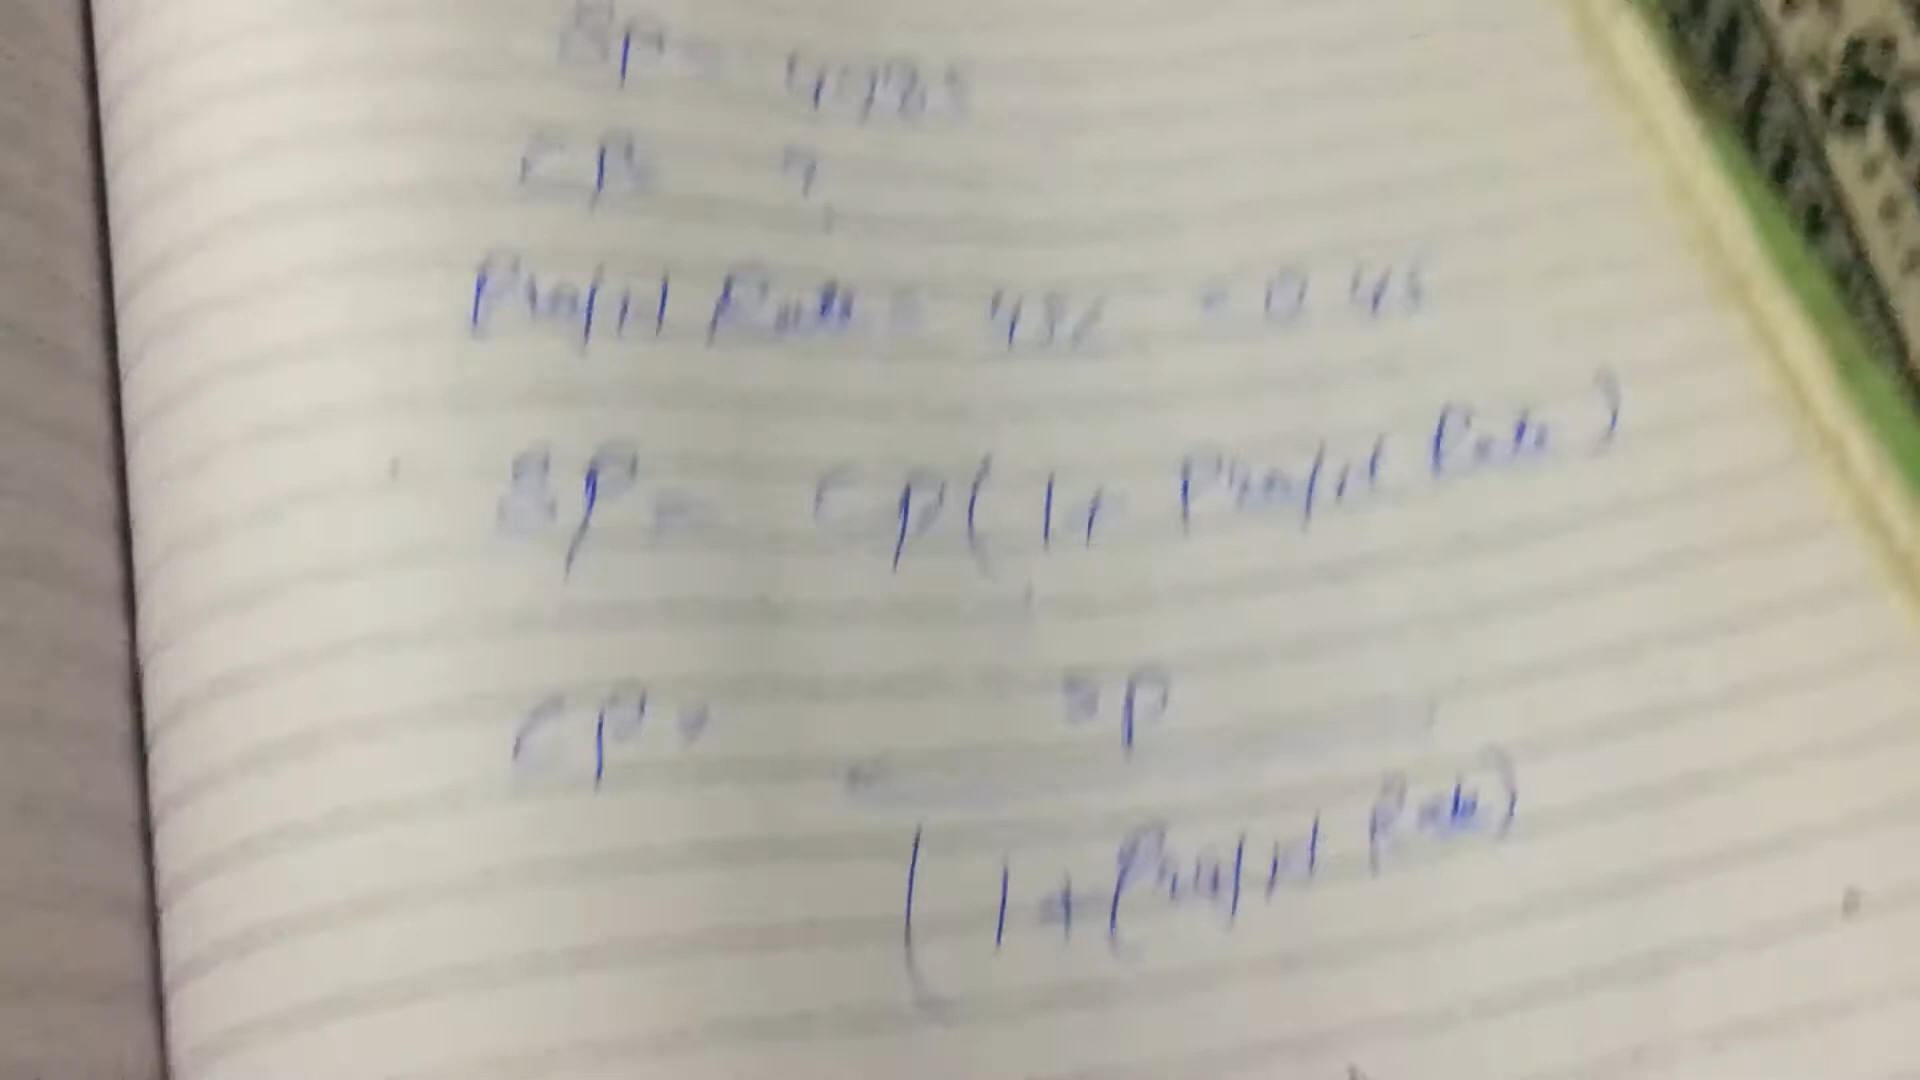 SP =
CP = ?
Profit Rate = 45% = 0.45
SP = CP ( 1 + Profit Rate )
CP = SP
( 1 + Profit Rate )